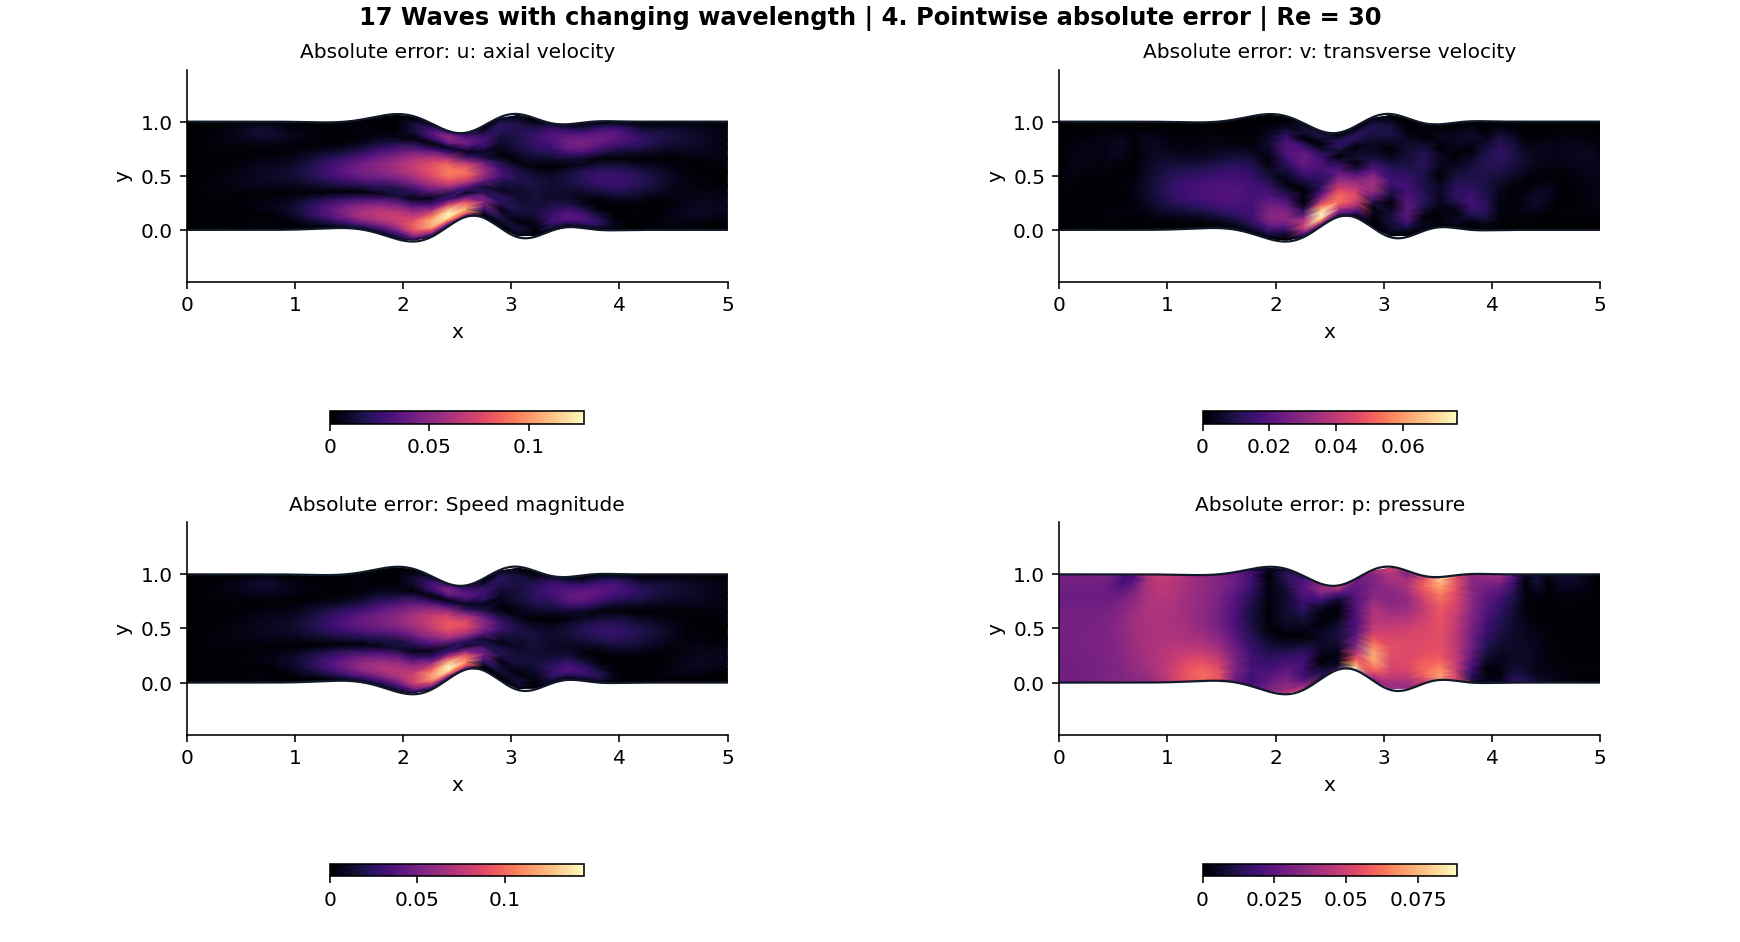 17 Waves with changing wavelength | 4. Pointwise absolute error | Re = 30
Absolute error: u: axial velocity
1.0
0.5
0.0
y
0 1 2 3 4 5
x
0 0.05 0.1
Absolute error: v: transverse velocity
1.0
0.5
0.0
y
0 1 2 3 4 5
x
0 0.02 0.04 0.06
Absolute error: Speed magnitude
1.0
0.5
0.0
y
0 1 2 3 4 5
x
0 0.05 0.1
Absolute error: p: pressure
1.0
0.5
0.0
y
0 1 2 3 4 5
x
0 0.025 0.05 0.075